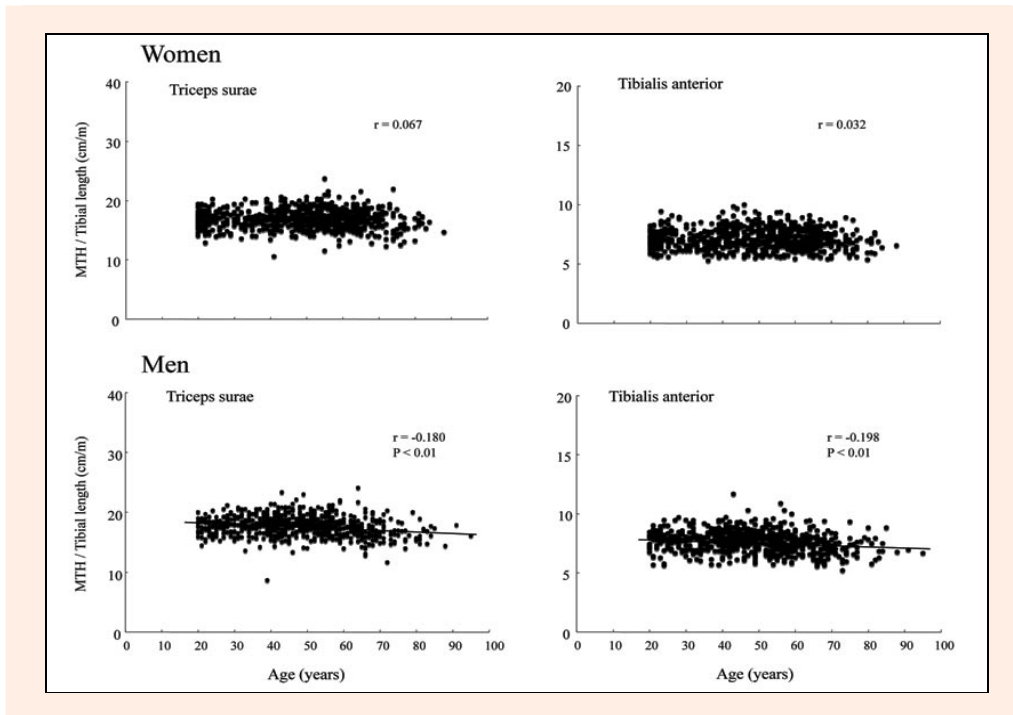 Women
Triceps surae
r = 0.067
MTH / Tibial length (cm/m)
40
30
20
10
0
Tibialis anterior
r = 0.032
20
15
10
5
0
Men
Triceps surae
r = -0.180
P < 0.01
MTH / Tibial length (cm/m)
40
30
20
10
0
0 10 20 30 40 50 60 70 80 90 100
Age (years)
Tibialis anterior
r = -0.198
P < 0.01
20
15
10
5
0
0 10 20 30 40 50 60 70 80 90 100
Age (years)